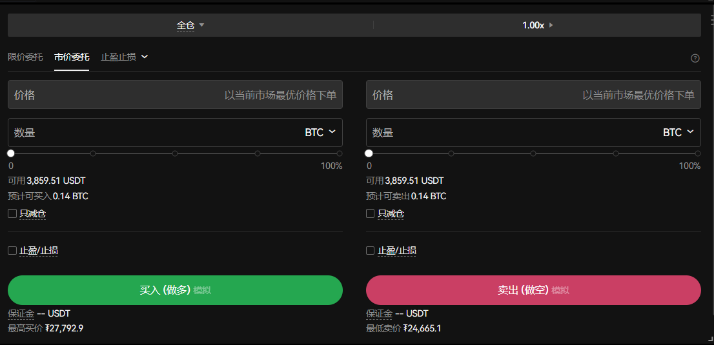 全仓 1.00x
限价委托 市价委托 止盈止损
价格 以当前市场最优价格下单
数量 BTC
0 100%
可用 3,859.51 USDT
预计可买入 0.14 BTC
只减仓
止盈/止损
买入 (做多) 模拟
保证金 -- USDT
最高买价 ₮27,792.9
价格 以当前市场最优价格下单
数量 BTC
0 100%
可用 3,859.51 USDT
预计可卖出 0.14 BTC
只减仓
止盈/止损
卖出 (做空) 模拟
保证金 -- USDT
最低卖价 ₮24,665.1